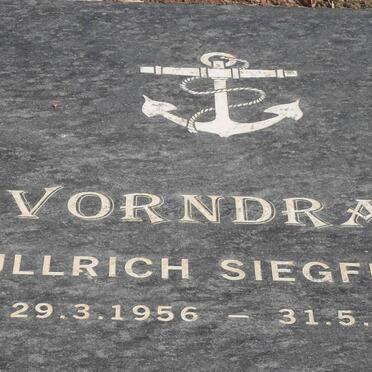 VORNDRA
ULLRICH SIEGF
29.3.1956 – 31.5.